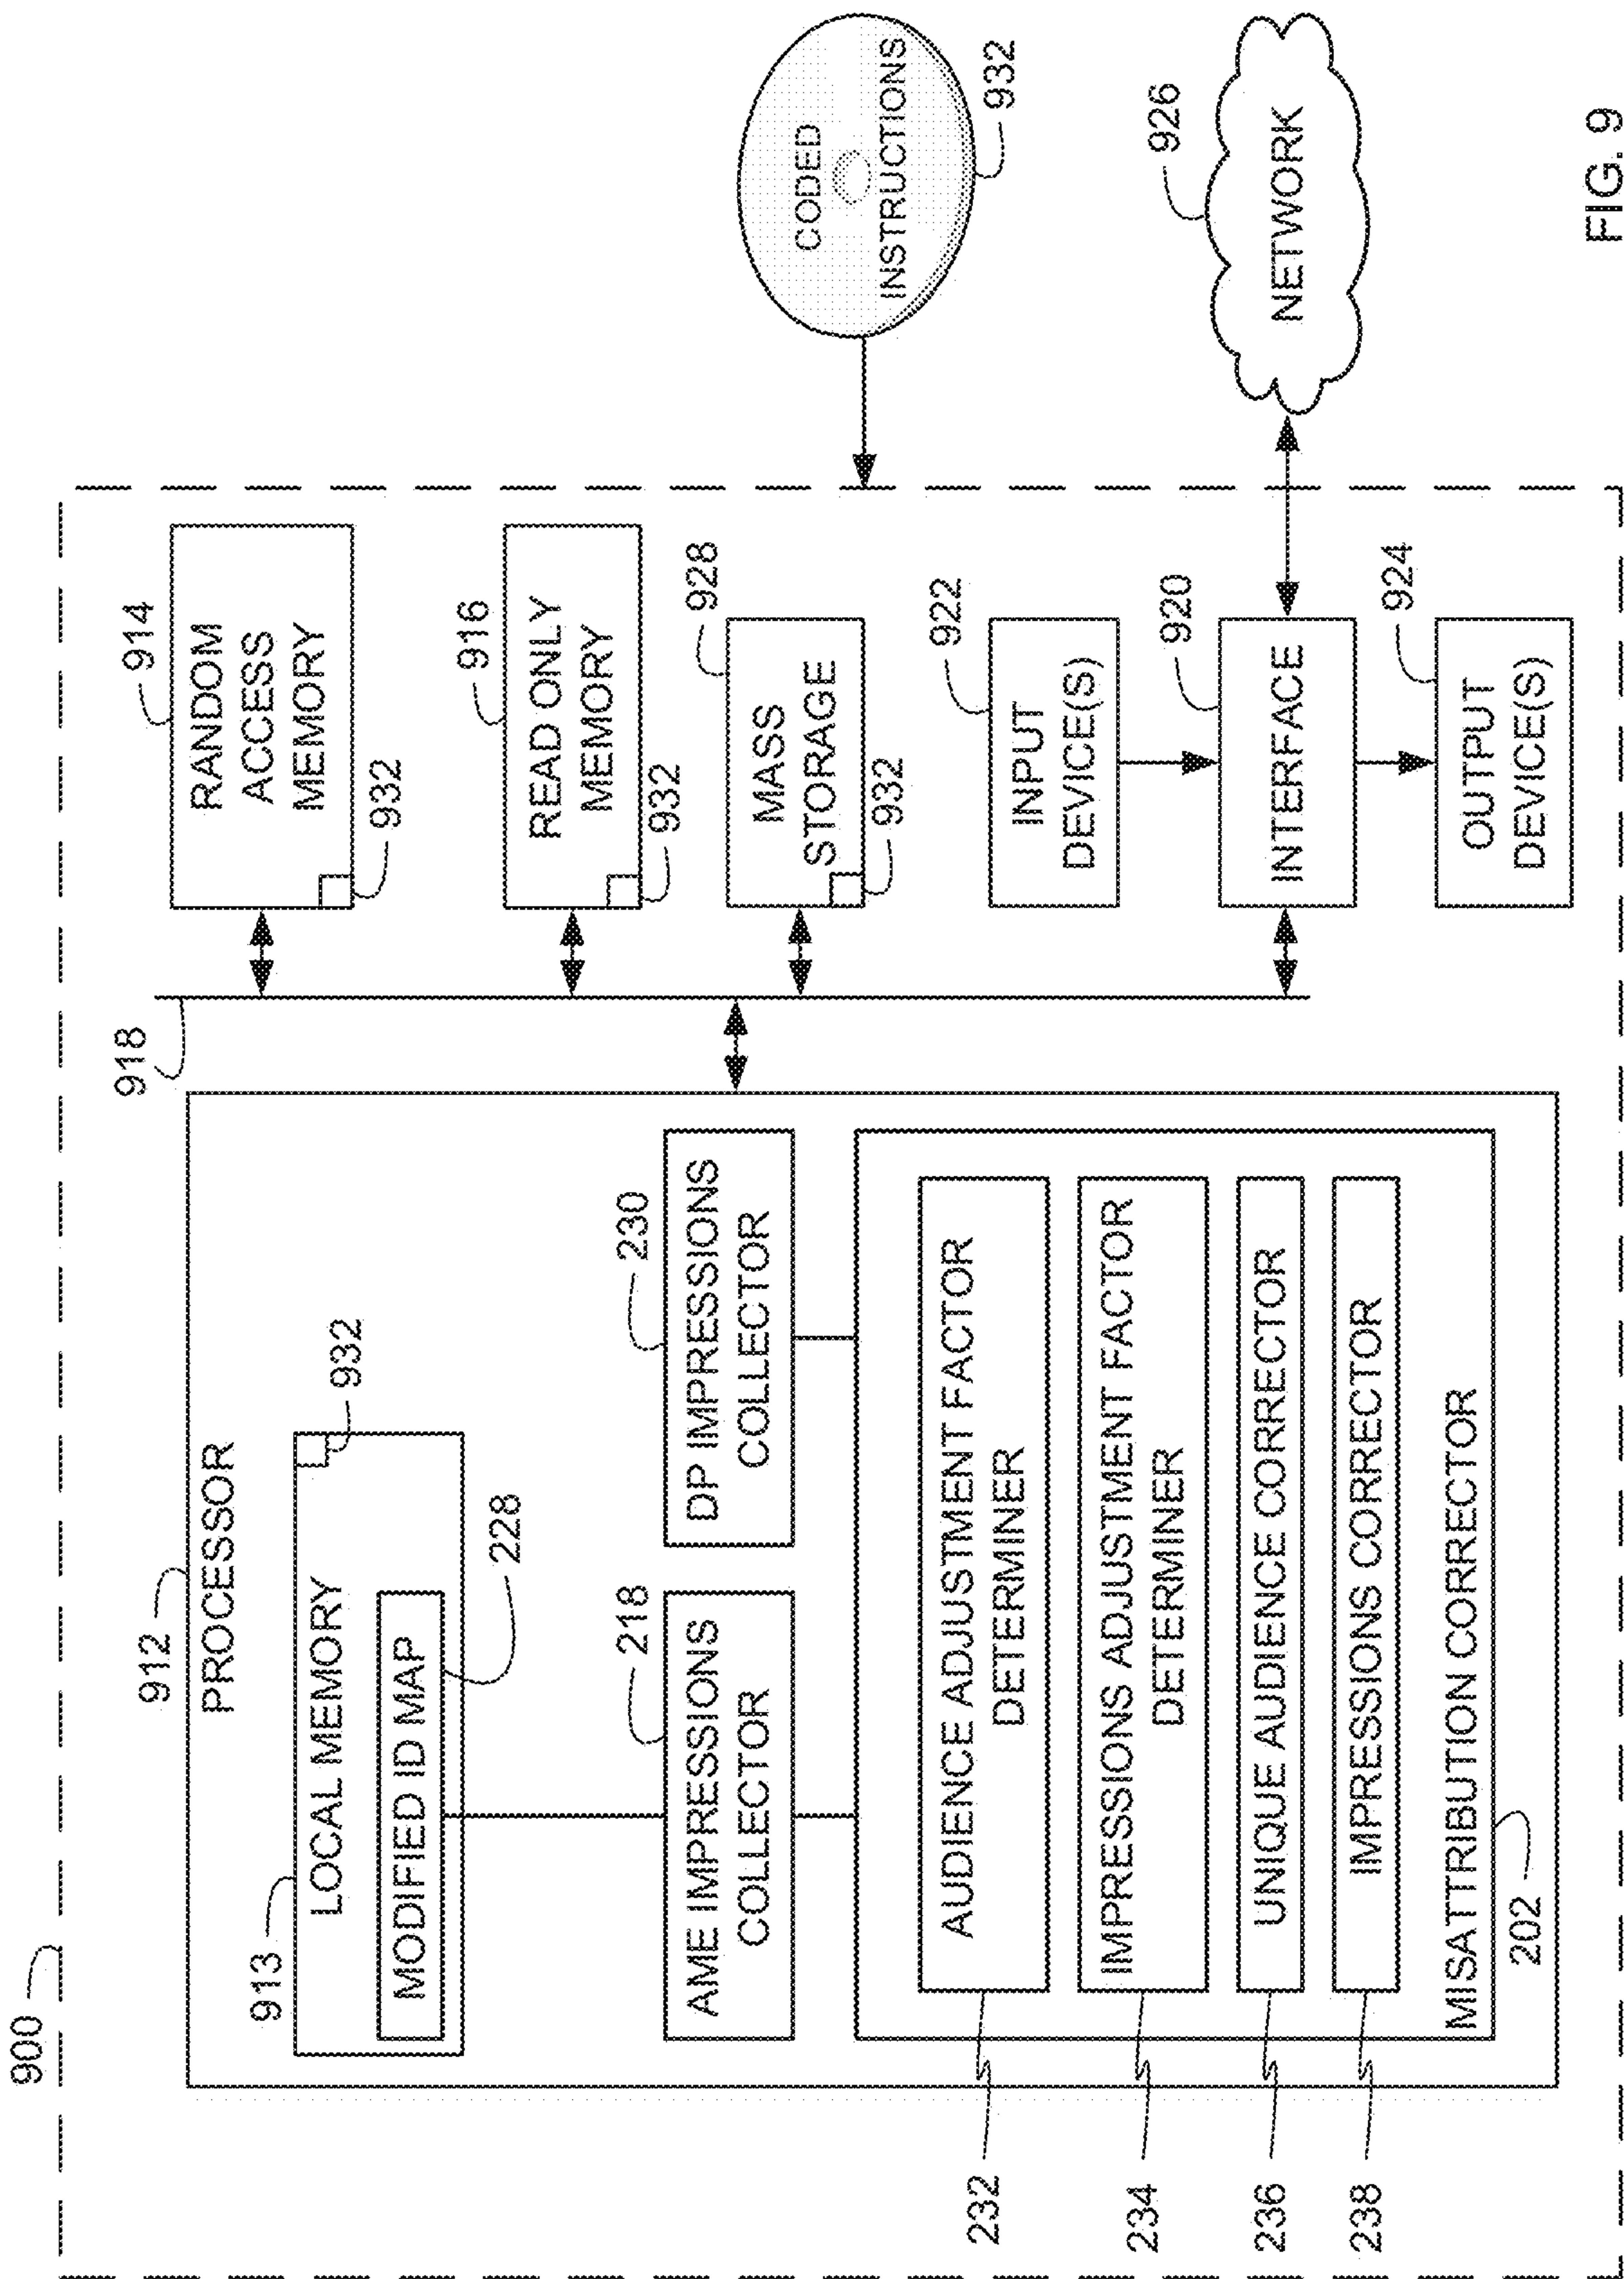 900
912
PROCESSOR
913
LOCAL MEMORY
932
MODIFIED ID MAP
228
218
AME IMPRESSIONS
COLLECTOR
230
DP IMPRESSIONS
COLLECTOR
232
AUDIENCE ADJUSTMENT FACTOR
DETERMINER
234
IMPRESSIONS ADJUSTMENT FACTOR
DETERMINER
236
UNIQUE AUDIENCE CORRECTOR
238
IMPRESSIONS CORRECTOR
MISATTRIBUTION CORRECTOR
202
918
914
RANDOM
ACCESS
MEMORY
932
916
READ ONLY
MEMORY
932
928
MASS
STORAGE
932
922
INPUT
DEVICE(S)
920
INTERFACE
924
OUTPUT
DEVICE(S)
CODED
INSTRUCTIONS
932
926
NETWORK
FIG. 9